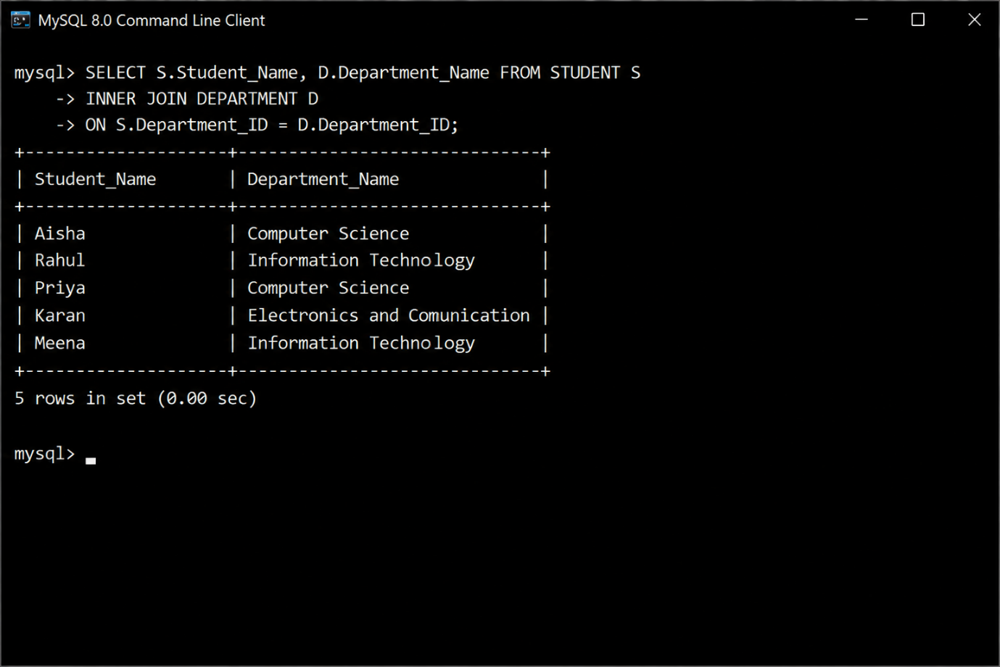 MySQL 8.0 Command Line Client
mysql> SELECT S.Student_Name, D.Department_Name FROM STUDENT S
    -> INNER JOIN DEPARTMENT D
    -> ON S.Department_ID = D.Department_ID;
+--------------------+------------------------------+
| Student_Name       | Department_Name              |
+--------------------+------------------------------+
| Aisha              | Computer Science             |
| Rahul              | Information Technology       |
| Priya              | Computer Science             |
| Karan              | Electronics and Comunication |
| Meena              | Information Technology       |
+--------------------+------------------------------+
5 rows in set (0.00 sec)
mysql>